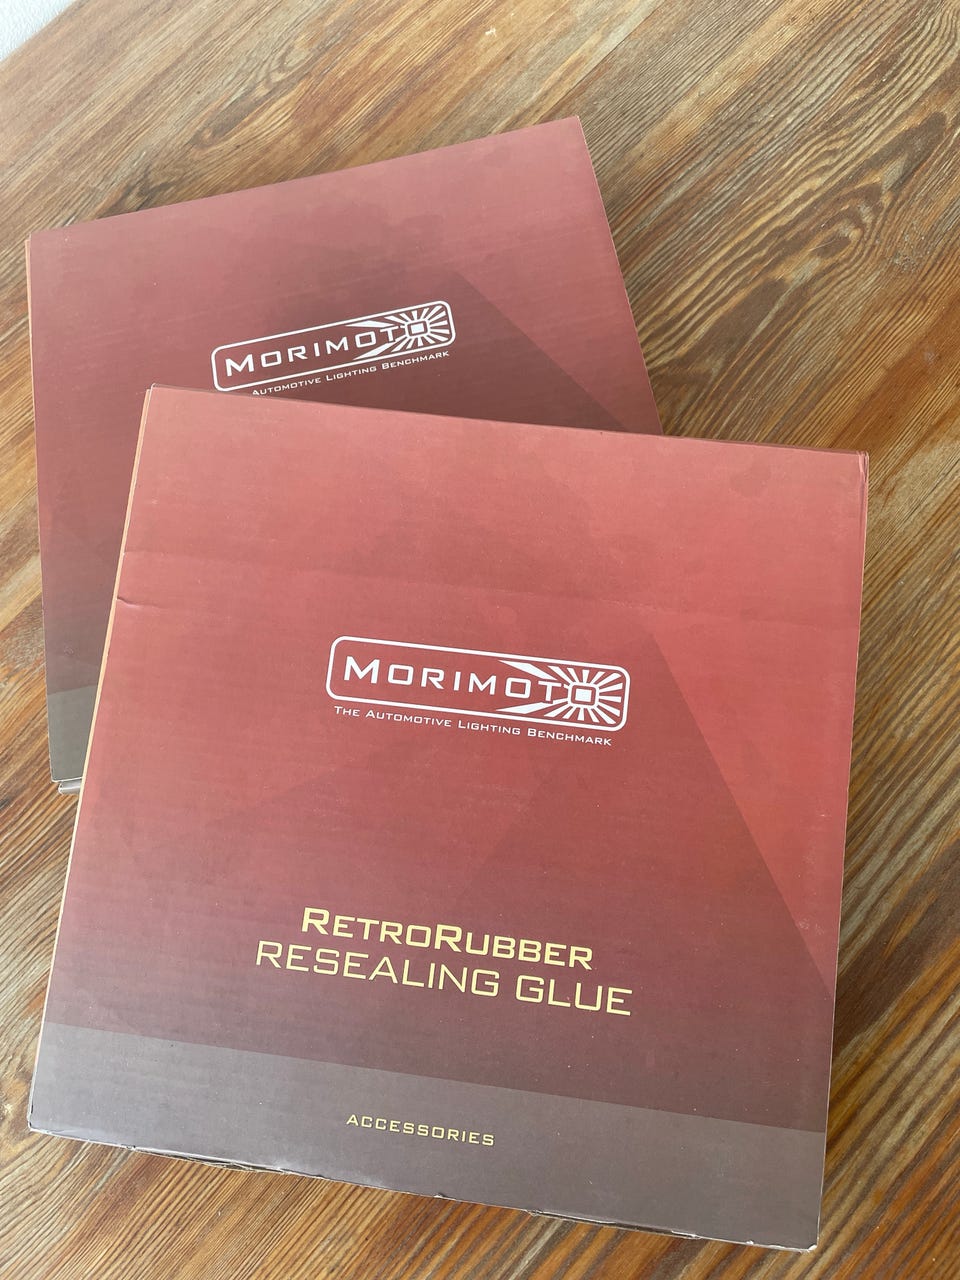 MORIMOTO
AUTOMOTIVE LIGHTING BENCHMARK
MORIMOTO
THE AUTOMOTIVE LIGHTING BENCHMARK
RETRORUBBER
RESEALING GLUE
ACCESSORIES